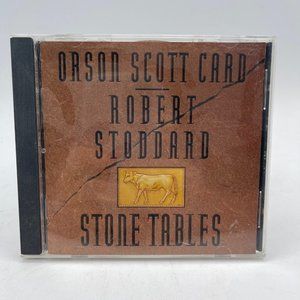 ORSON SCOTT CARD
ROBERT
STODDARD
STONE TABLES